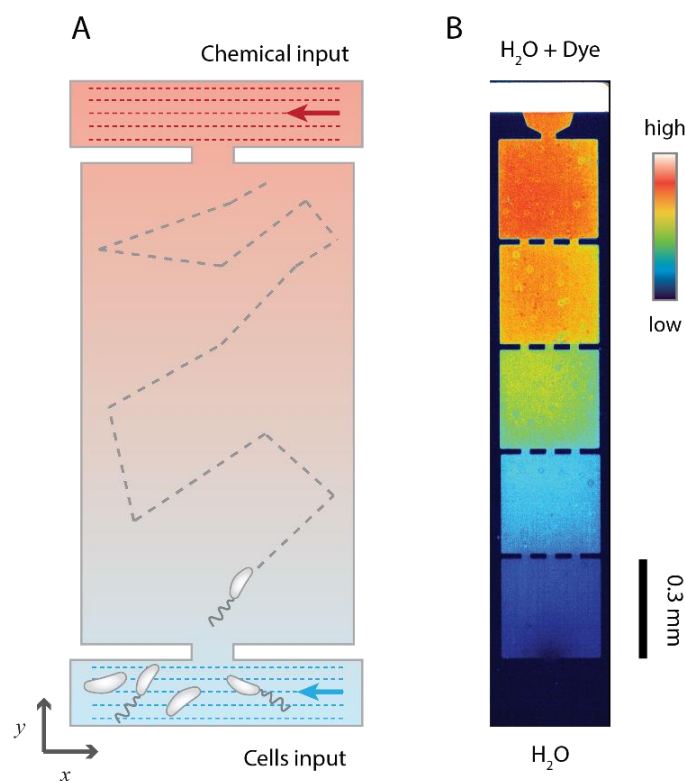 A
Chemical input
Cells input
y
x
B
H₂O + Dye
high
low
0.3 mm
H₂O